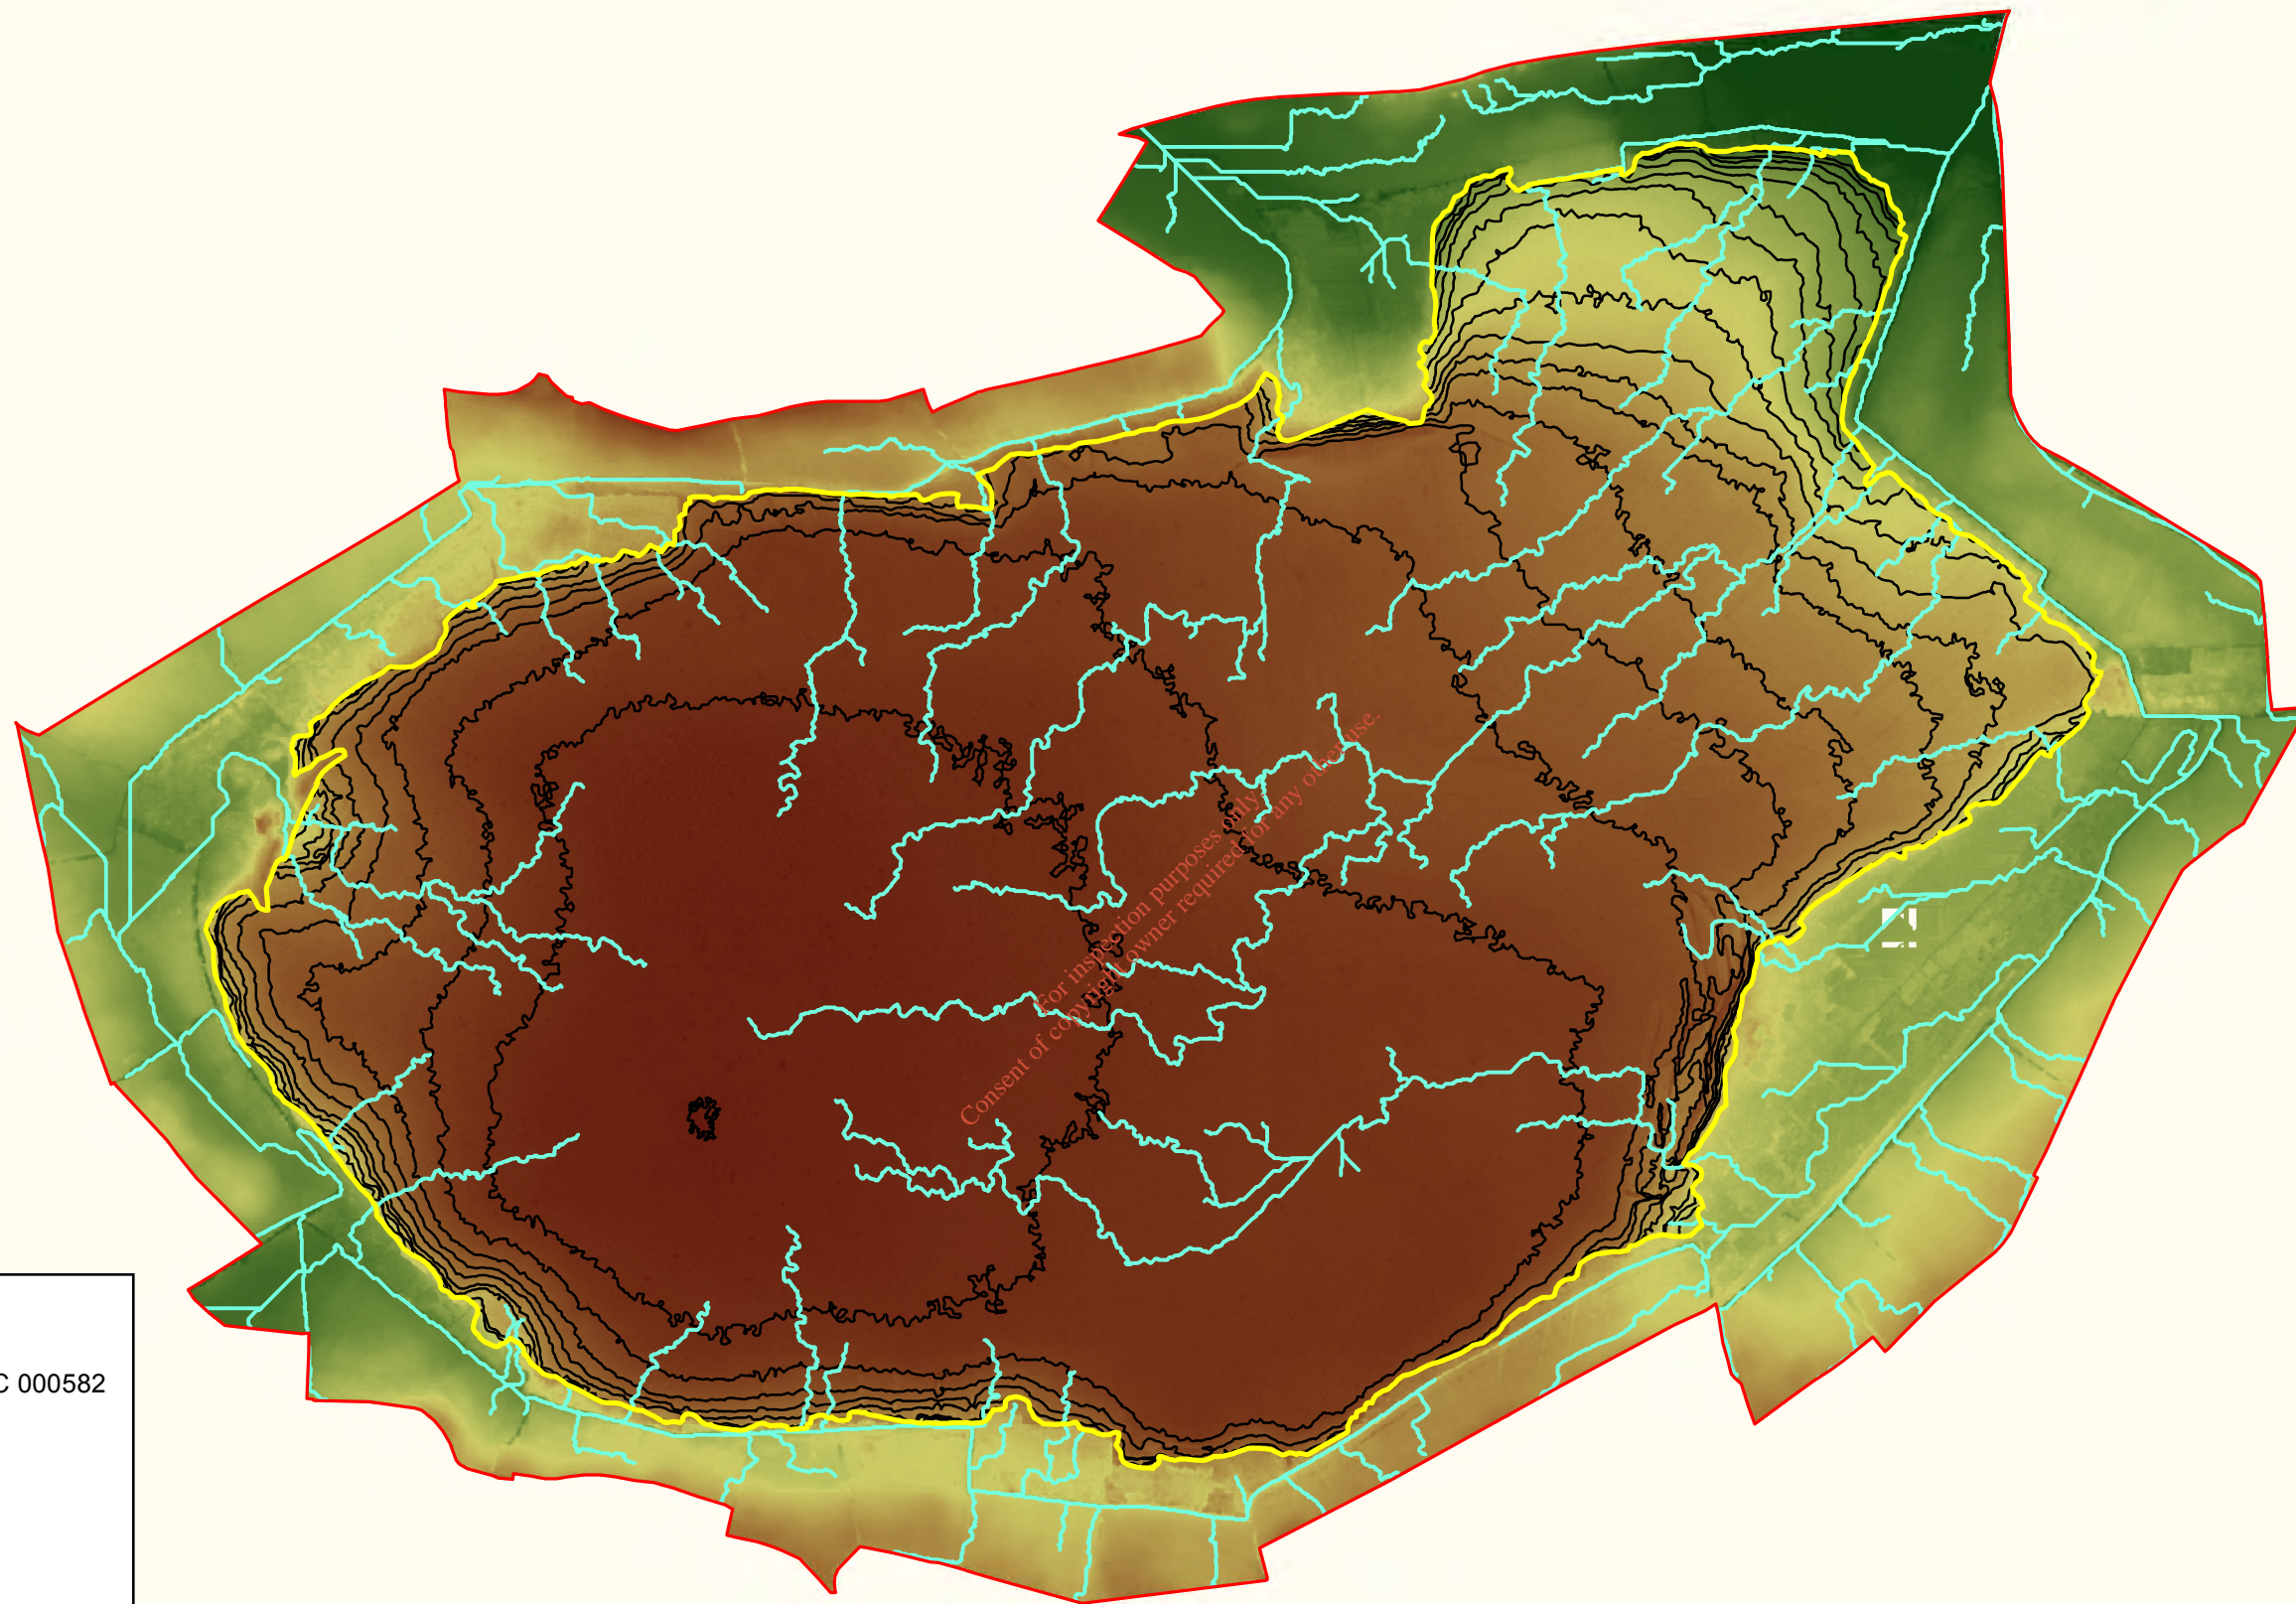 For inspection purposes only.
Consent of copyright owner required for any other use.
C 000582